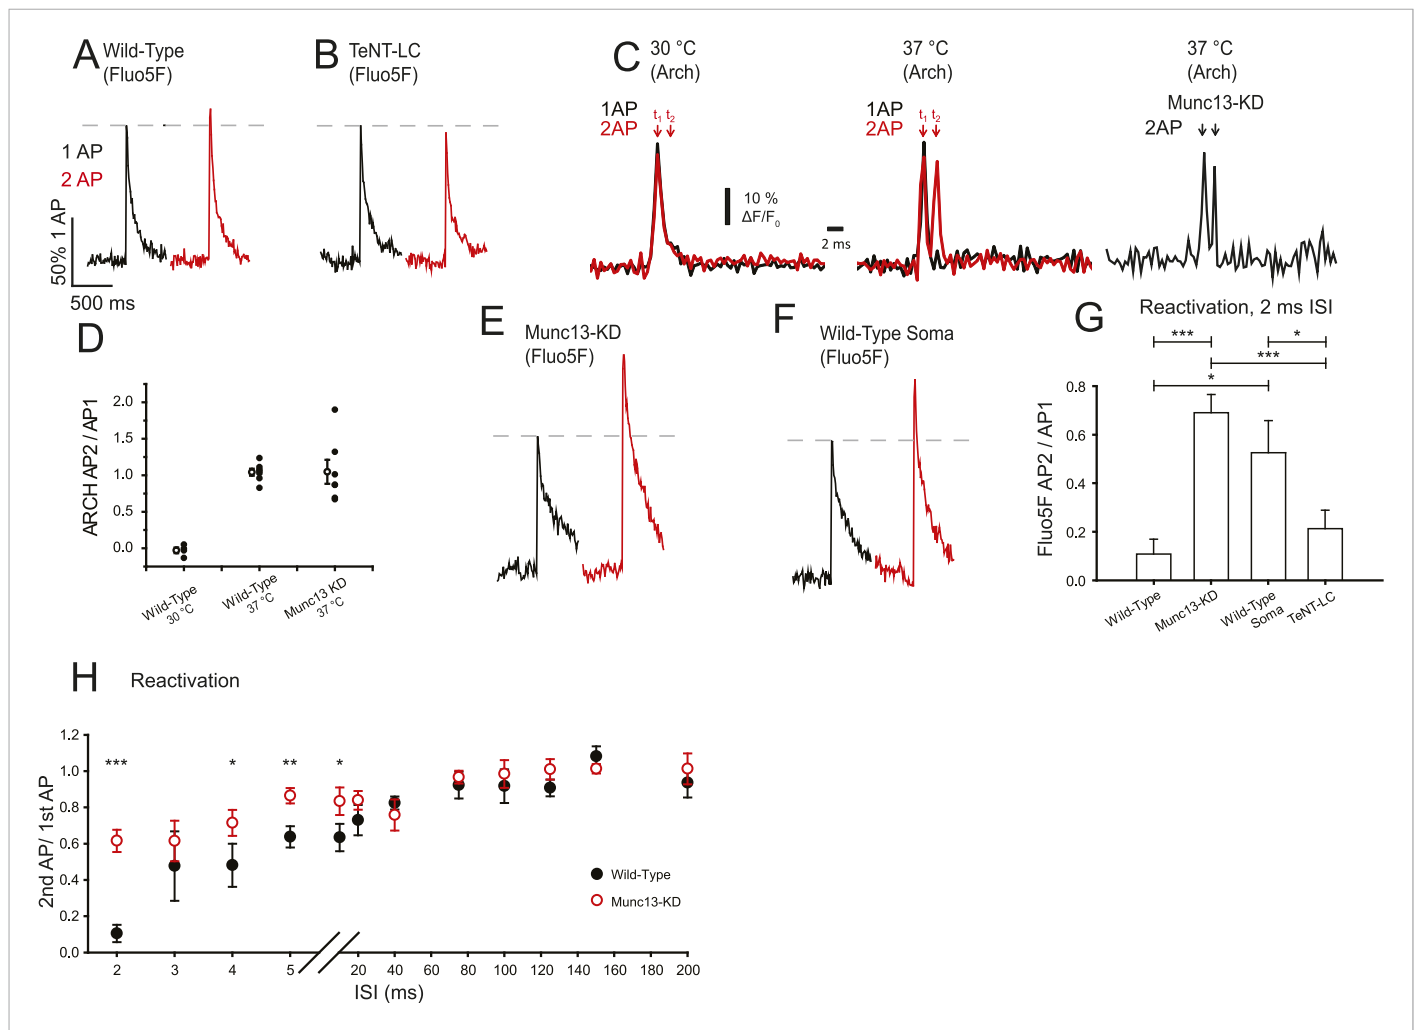 A
Wild-Type
(Fluo5F)
1 AP
2 AP
50% 1 AP
500 ms
B
TeNT-LC
(Fluo5F)
C
30 °C
(Arch)
1AP
2AP
t1 t2
10 %
ΔF/F0
2 ms
37 °C
(Arch)
1AP
2AP
t1 t2
37 °C
(Arch)
Munc13-KD
2AP
D
ARCH AP2 / AP1
2.0
1.5
1.0
0.5
0.0
Wild-Type
30 °C
Wild-Type
37 °C
Munc13 KD
37 °C
E
Munc13-KD
(Fluo5F)
F
Wild-Type Soma
(Fluo5F)
G
Reactivation, 2 ms ISI
*** *
***
*
Fluo5F AP2 / AP1
0.8
0.6
0.4
0.2
0.0
Wild-Type
Munc13-KD
Wild-Type
Soma
TeNT-LC
H
Reactivation
2nd AP/ 1st AP
1.2
1.0
0.8
0.6
0.4
0.2
0.0
*** * ** *
Wild-Type
Munc13-KD
2 3 4 5 20 40 60 80 100 120 140 160 180 200
ISI (ms)